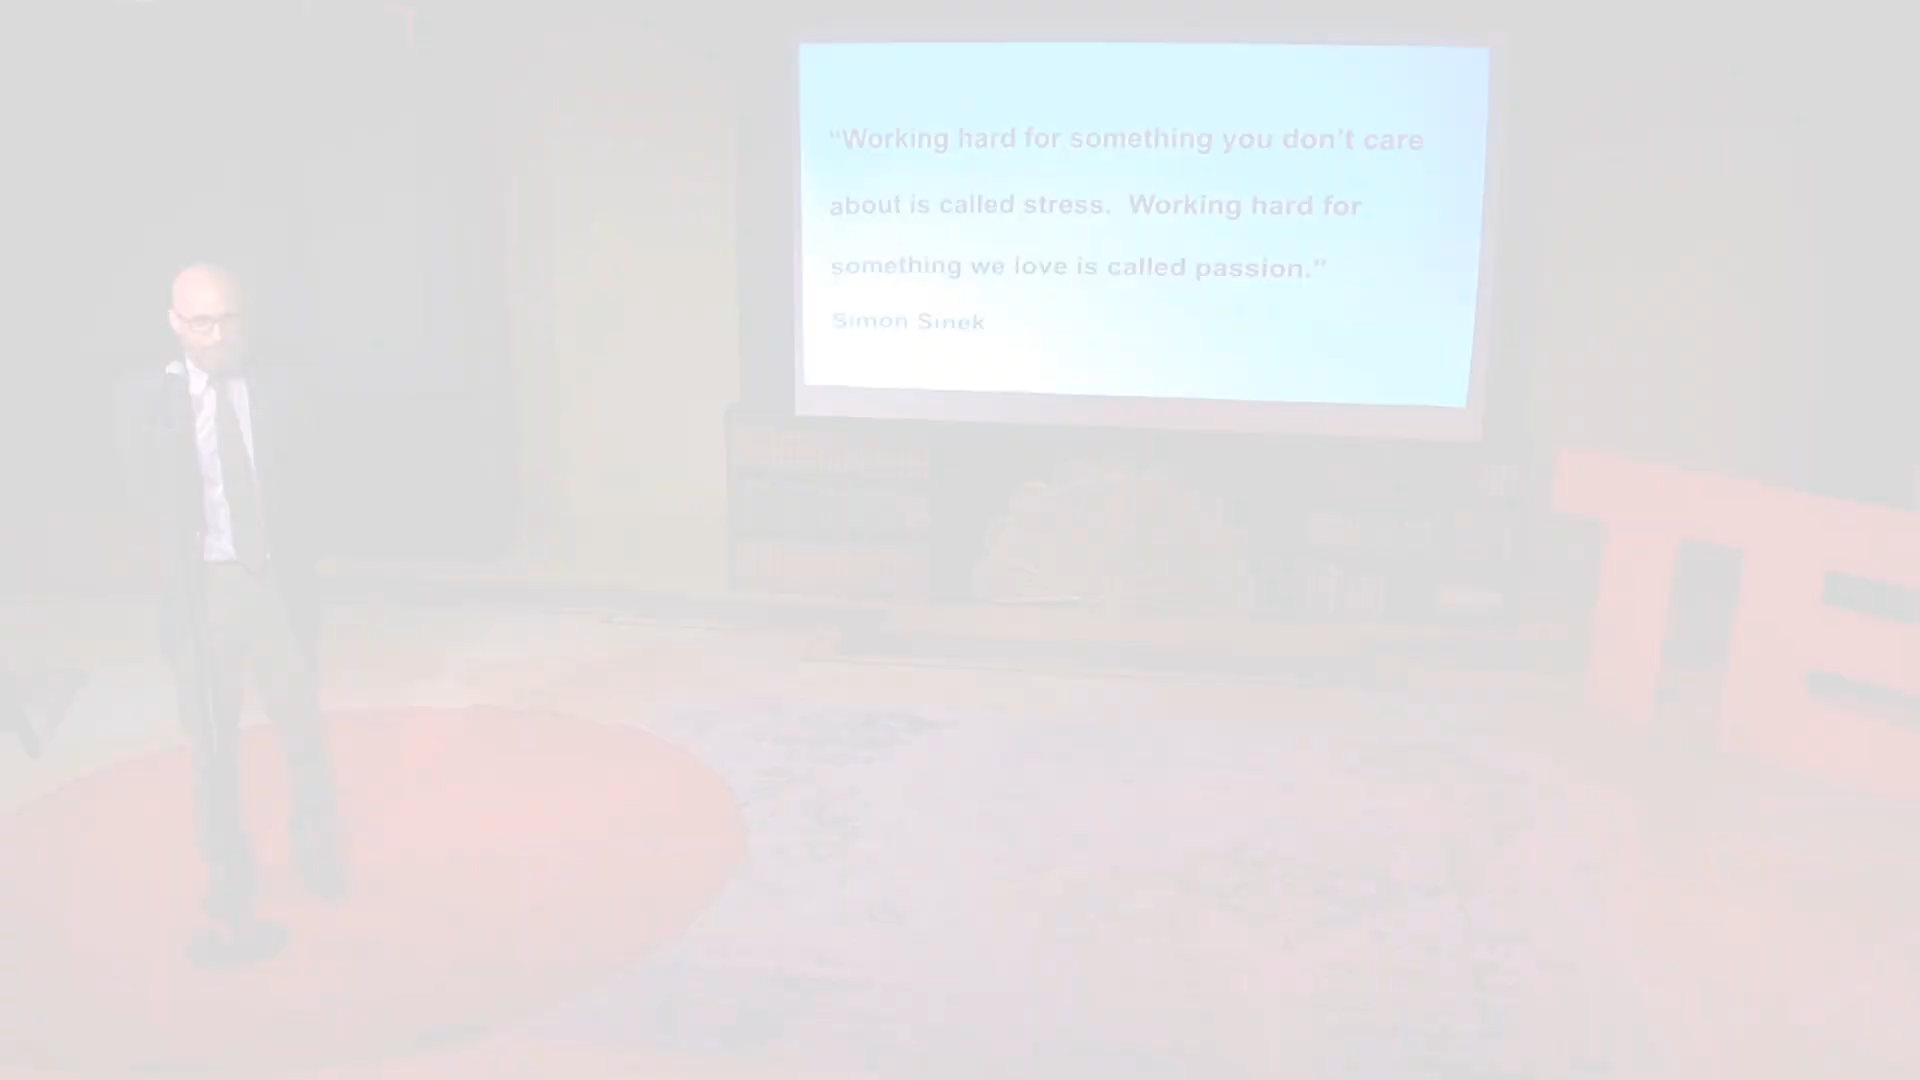 “Working hard for something you don’t care
about is called stress.  Working hard for
something we love is called passion.”
Simon Sinek
TE